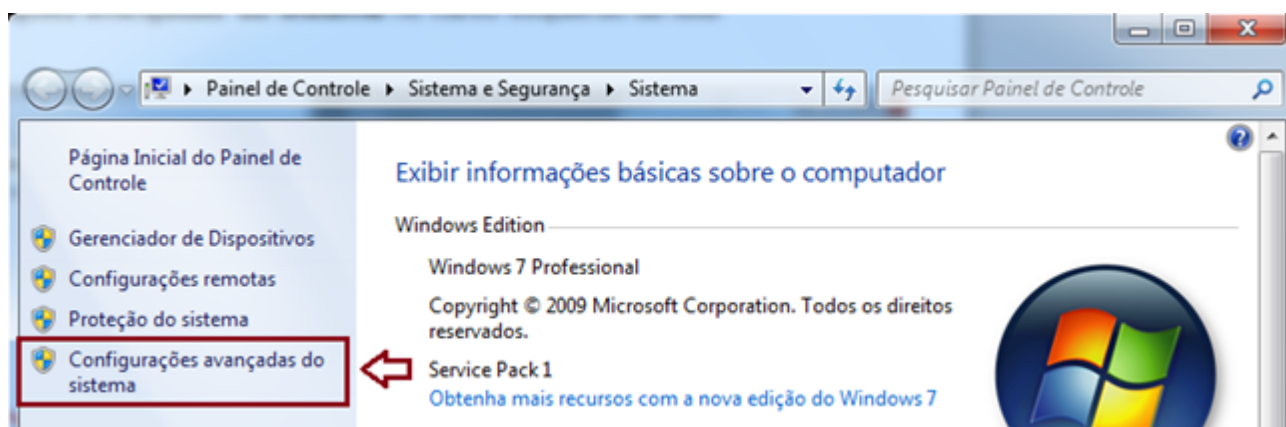 Painel de Controle ▸ Sistema e Segurança ▸ Sistema
Pesquisar Painel de Controle
Página Inicial do Painel de
Controle
Gerenciador de Dispositivos
Configurações remotas
Proteção do sistema
Configurações avançadas do
sistema
Exibir informações básicas sobre o computador
Windows Edition
Windows 7 Professional
Copyright © 2009 Microsoft Corporation. Todos os direitos
reservados.
Service Pack 1
Obtenha mais recursos com a nova edição do Windows 7